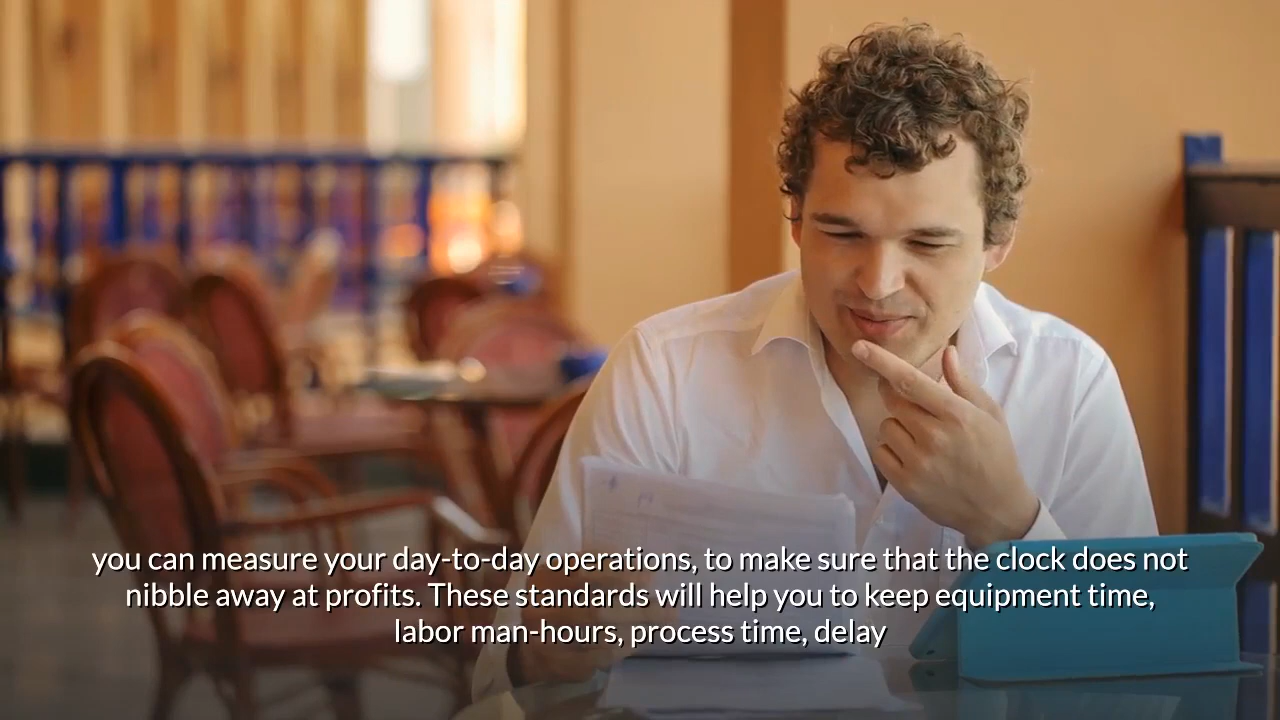 you can measure your day-to-day operations, to make sure that the clock does not
nibble away at profits. These standards will help you to keep equipment time,
labor man-hours, process time, delay